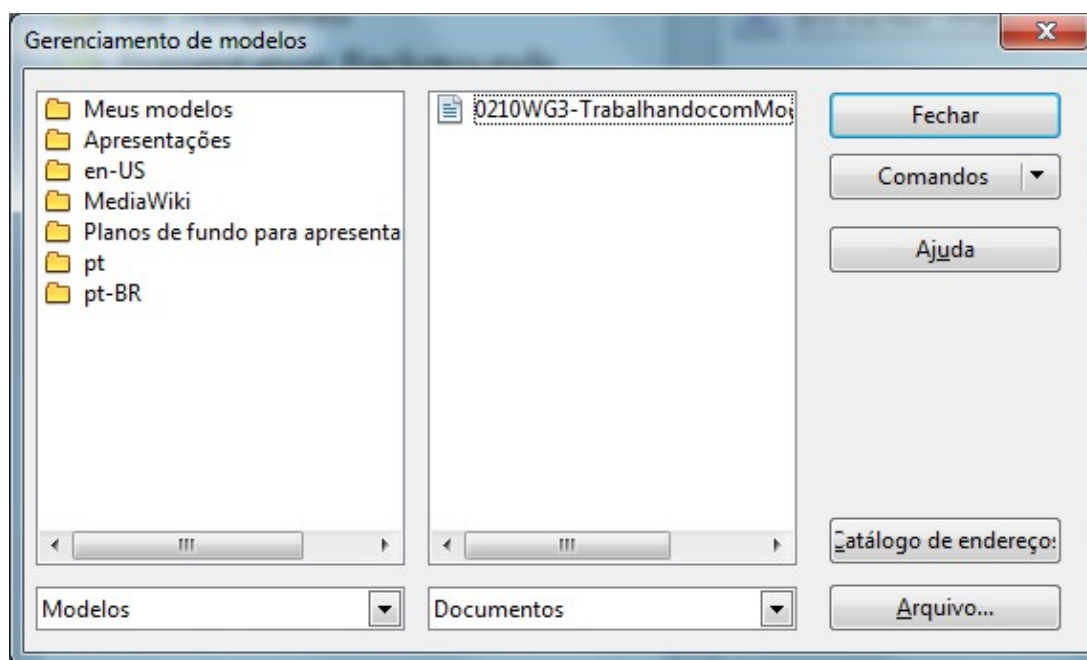 Gerenciamento de modelos
Meus modelos
Apresentações
en-US
MediaWiki
Planos de fundo para apresenta
pt
pt-BR
Modelos
0210WG3-TrabalhandocomMo
Documentos
Fechar
Comandos
Ajuda
Catálogo de endereços
Arquivo...